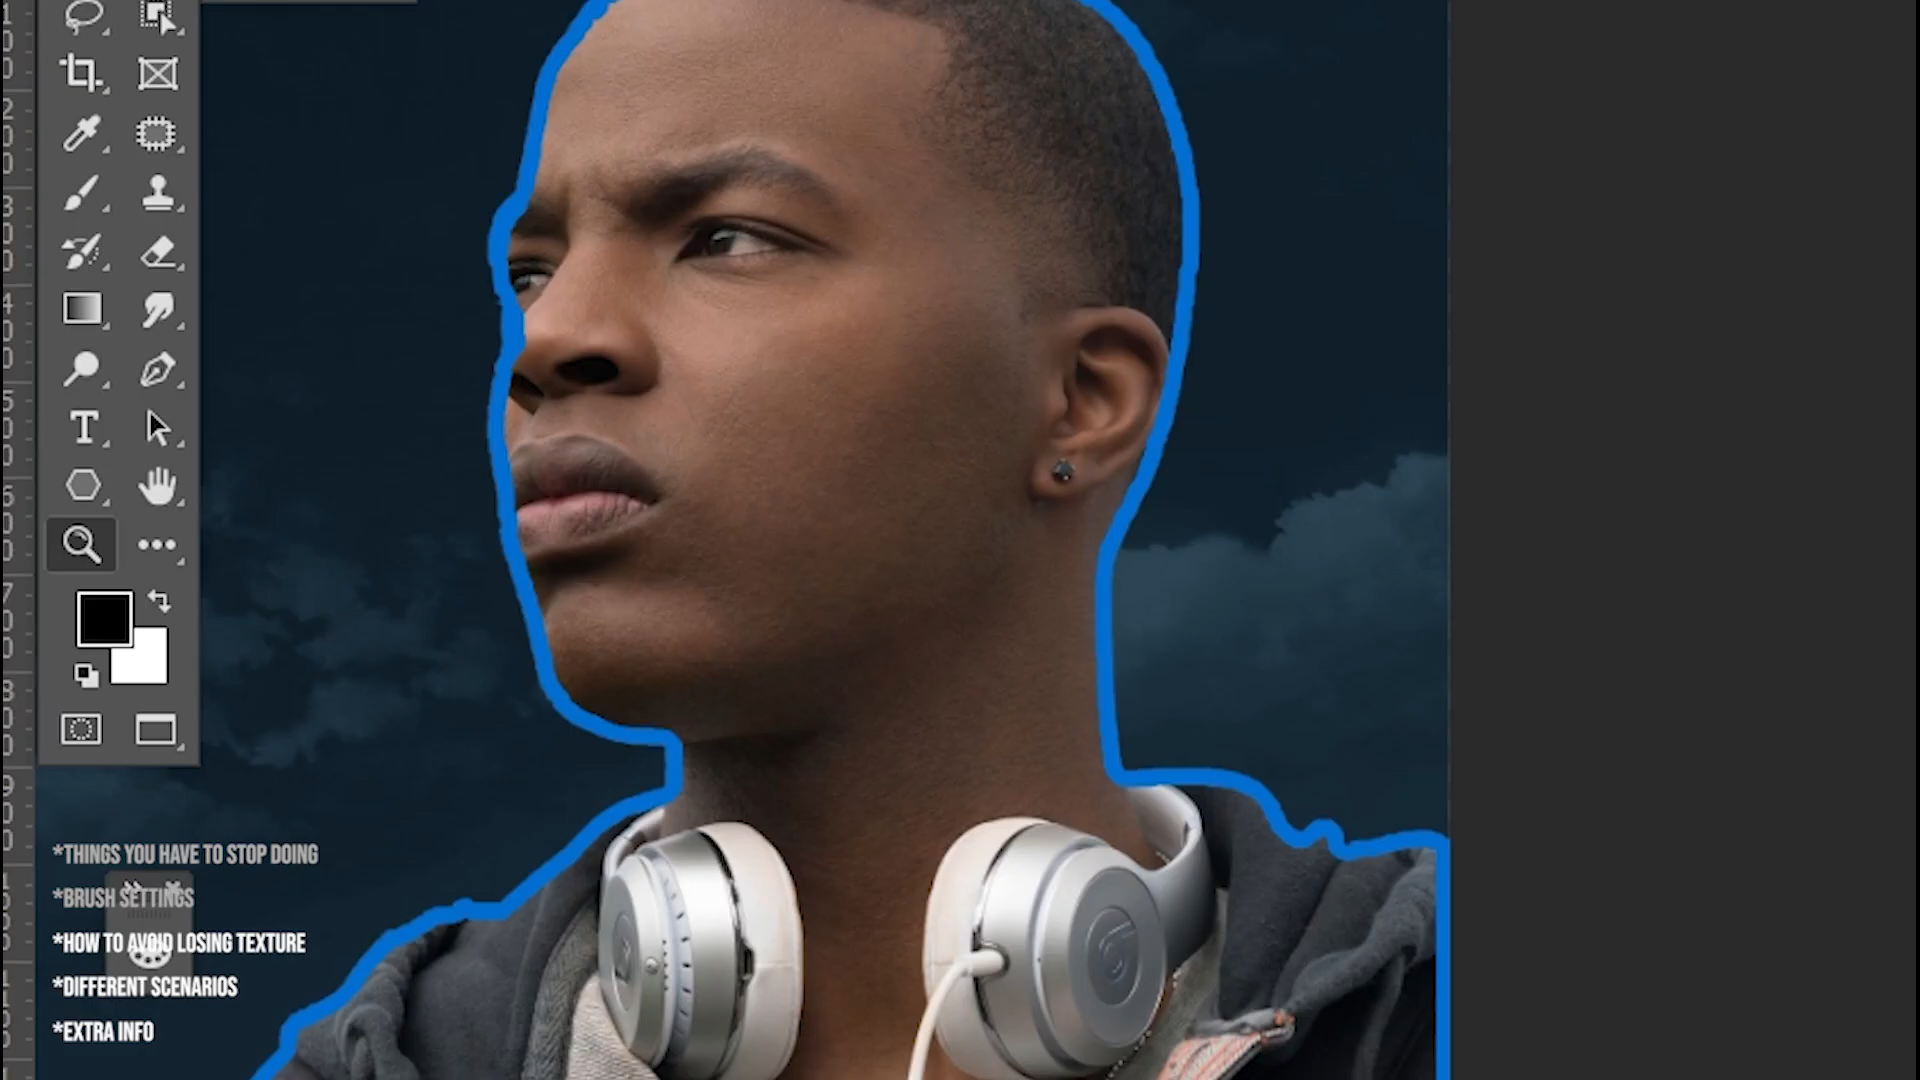 T
*THINGS YOU HAVE TO STOP DOING
*BRUSH SETTINGS
*HOW TO AVOID LOSING TEXTURE
*DIFFERENT SCENARIOS
*EXTRA INFO